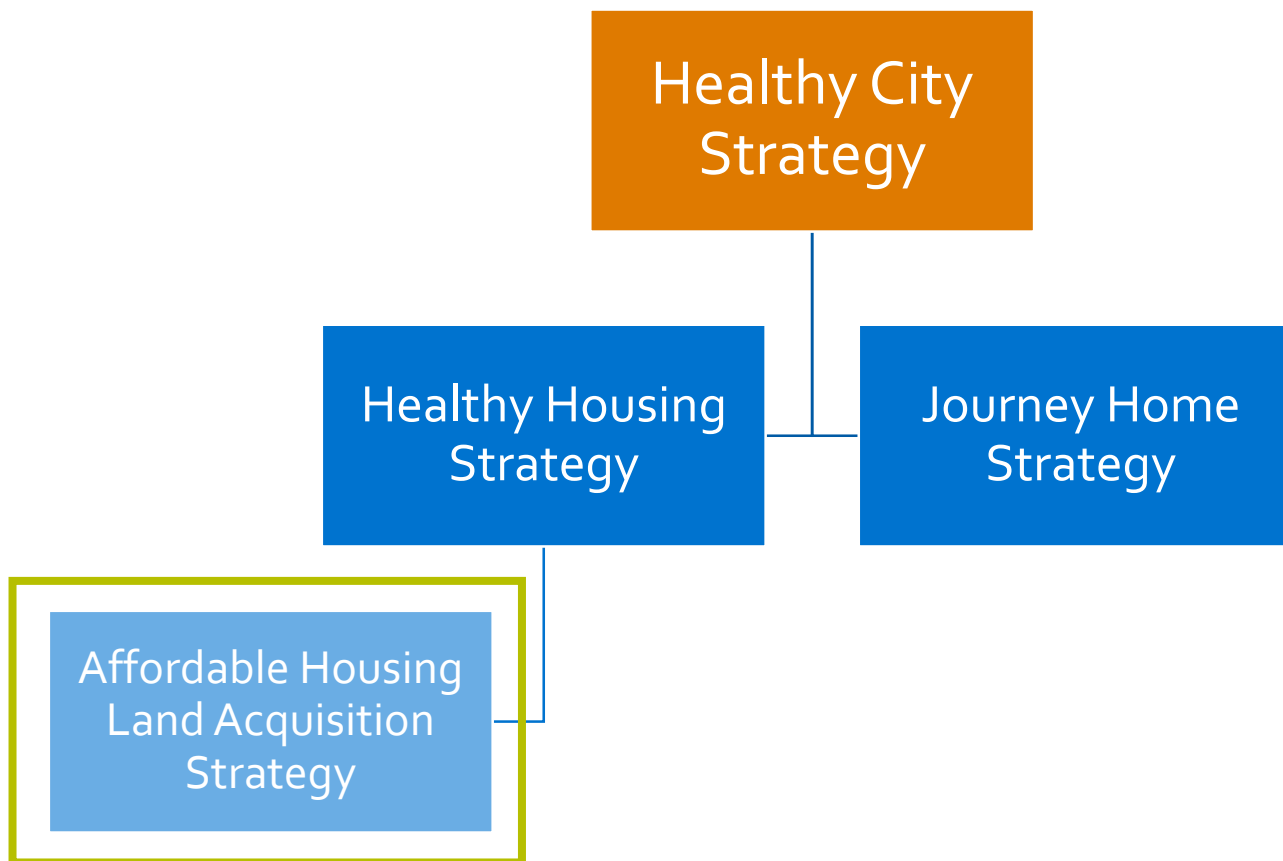 Healthy City
Strategy
Healthy Housing
Strategy
Journey Home
Strategy
Affordable Housing
Land Acquisition
Strategy